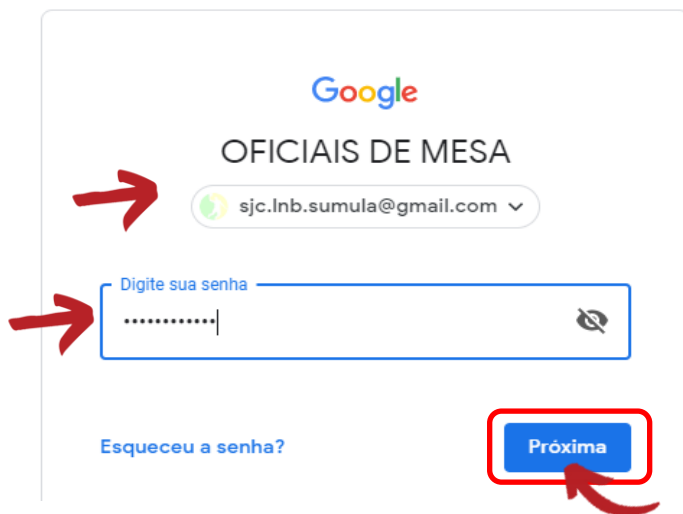 Google
OFICIAIS DE MESA
sjc.lnb.sumula@gmail.com
Digite sua senha
••••••••••••
Esqueceu a senha?
Próxima